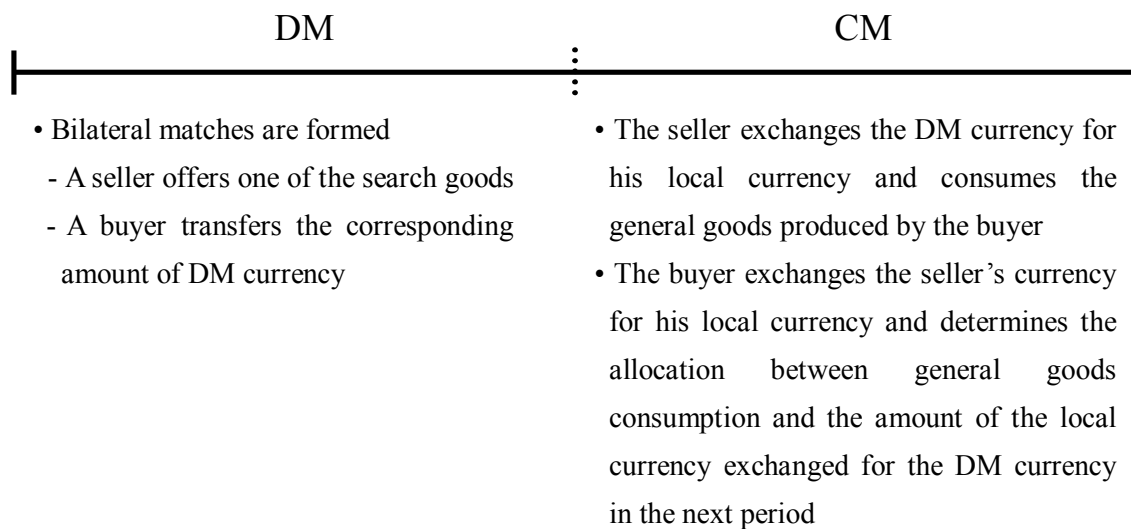 DM
CM
• Bilateral matches are formed
- A seller offers one of the search goods
- A buyer transfers the corresponding
amount of DM currency
• The seller exchanges the DM currency for
his local currency and consumes the
general goods produced by the buyer
• The buyer exchanges the seller’s currency
for his local currency and determines the
allocation between general goods
consumption and the amount of the local
currency exchanged for the DM currency
in the next period